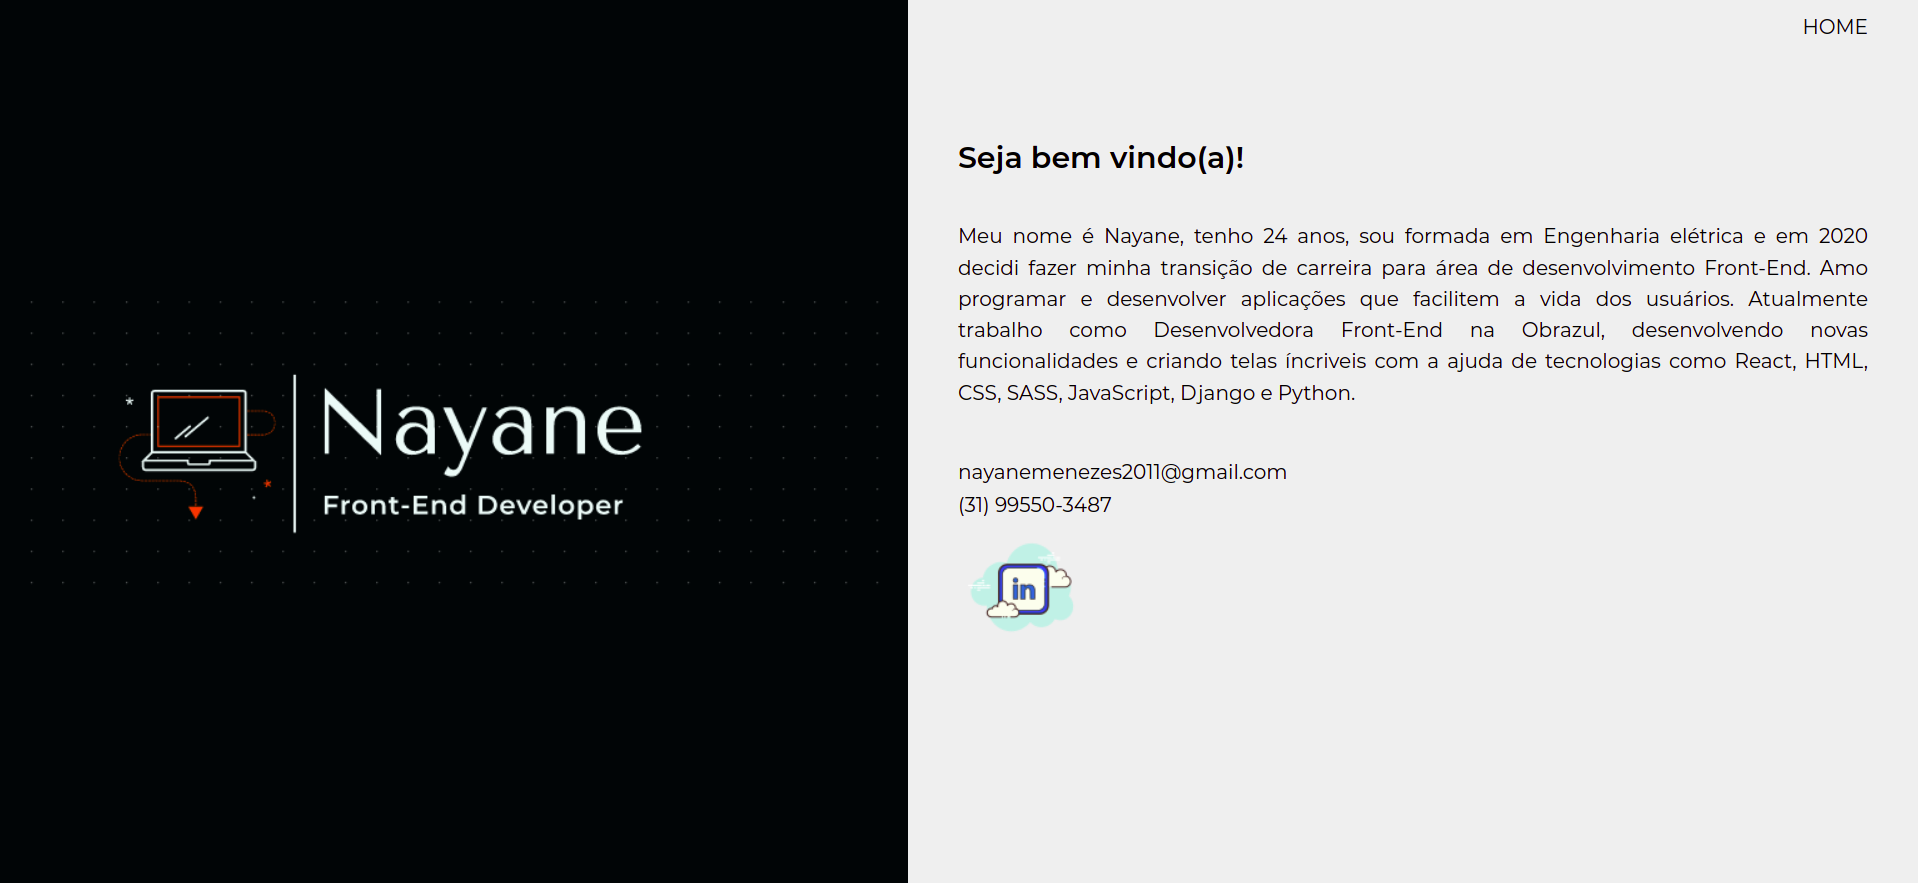 HOME
Nayane
Front-End Developer
Seja bem vindo(a)!
Meu nome é Nayane, tenho 24 anos, sou formada em Engenharia elétrica e em 2020
decidi fazer minha transição de carreira para área de desenvolvimento Front-End. Amo
programar e desenvolver aplicações que facilitem a vida dos usuários. Atualmente
trabalho como Desenvolvedora Front-End na Obrazul, desenvolvendo novas
funcionalidades e criando telas íncriveis com a ajuda de tecnologias como React, HTML,
CSS, SASS, JavaScript, Django e Python.
nayanemenezes2011@gmail.com
(31) 99550-3487
in